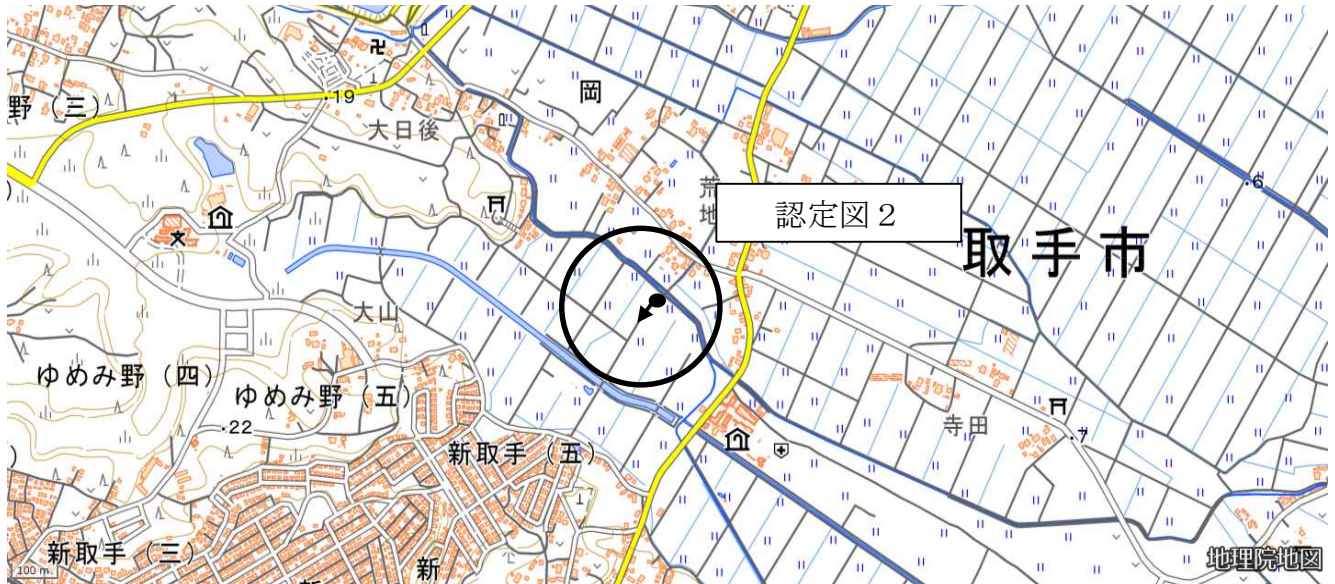 岡
野(三)
・19
大日後
荒
地
認定図2
・6
取手市
大山
ゆめみ野(四)
ゆめみ野(五)
・22
新取手(五)
寺田
・7
新取手(三)
新
100 m
地理院地図